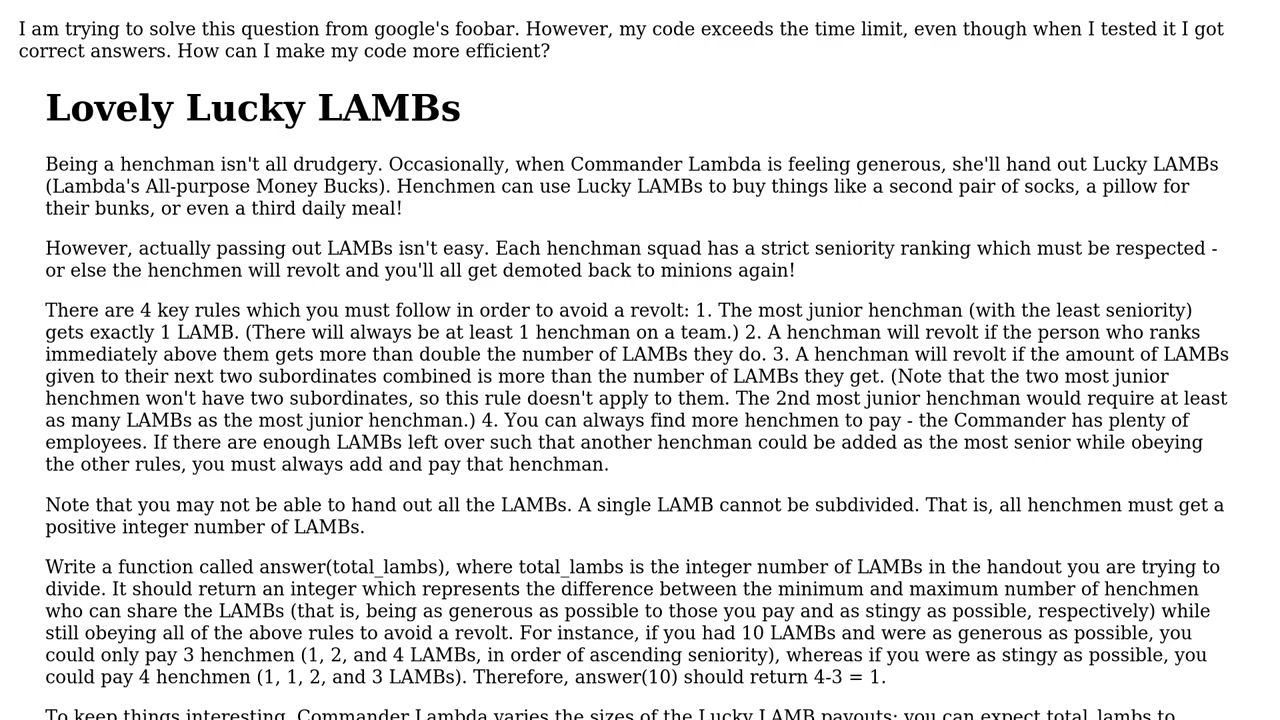 I am trying to solve this question from google's foobar. However, my code exceeds the time limit, even though when I tested it I got
correct answers. How can I make my code more efficient?
Lovely Lucky LAMBs
Being a henchman isn't all drudgery. Occasionally, when Commander Lambda is feeling generous, she'll hand out Lucky LAMBs
(Lambda's All-purpose Money Bucks). Henchmen can use Lucky LAMBs to buy things like a second pair of socks, a pillow for
their bunks, or even a third daily meal!
However, actually passing out LAMBs isn't easy. Each henchman squad has a strict seniority ranking which must be respected -
or else the henchmen will revolt and you'll all get demoted back to minions again!
There are 4 key rules which you must follow in order to avoid a revolt: 1. The most junior henchman (with the least seniority)
gets exactly 1 LAMB. (There will always be at least 1 henchman on a team.) 2. A henchman will revolt if the person who ranks
immediately above them gets more than double the number of LAMBs they do. 3. A henchman will revolt if the amount of LAMBs
given to their next two subordinates combined is more than the number of LAMBs they get. (Note that the two most junior
henchmen won't have two subordinates, so this rule doesn't apply to them. The 2nd most junior henchman would require at least
as many LAMBs as the most junior henchman.) 4. You can always find more henchmen to pay - the Commander has plenty of
employees. If there are enough LAMBs left over such that another henchman could be added as the most senior while obeying
the other rules, you must always add and pay that henchman.
Note that you may not be able to hand out all the LAMBs. A single LAMB cannot be subdivided. That is, all henchmen must get a
positive integer number of LAMBs.
Write a function called answer(total_lambs), where total_lambs is the integer number of LAMBs in the handout you are trying to
divide. It should return an integer which represents the difference between the minimum and maximum number of henchmen
who can share the LAMBs (that is, being as generous as possible to those you pay and as stingy as possible, respectively) while
still obeying all of the above rules to avoid a revolt. For instance, if you had 10 LAMBs and were as generous as possible, you
could only pay 3 henchmen (1, 2, and 4 LAMBs, in order of ascending seniority), whereas if you were as stingy as possible, you
could pay 4 henchmen (1, 1, 2, and 3 LAMBs). Therefore, answer(10) should return 4-3 = 1.
To keep things interesting, Commander Lambda varies the sizes of the Lucky LAMB payouts; you can expect total_lambs to